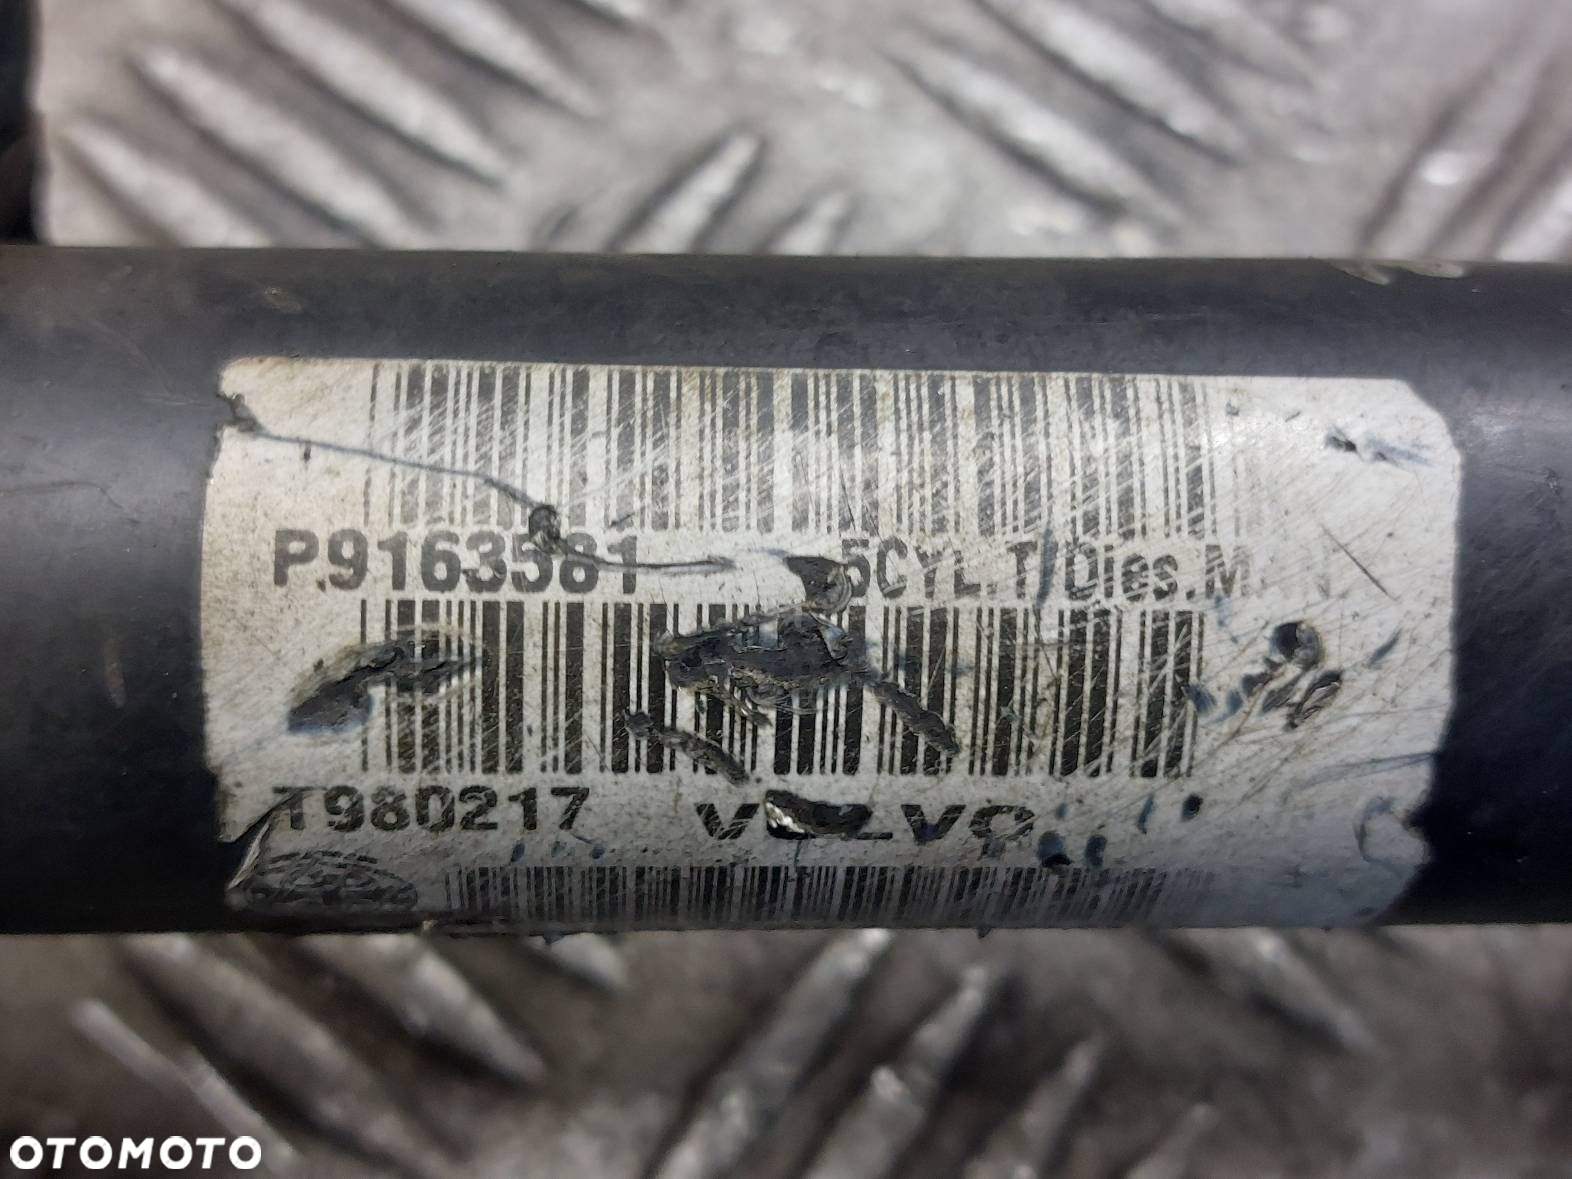 P.9163581 5CYL.T/Dies.M
T980217 VOLVO
OTOMOTO